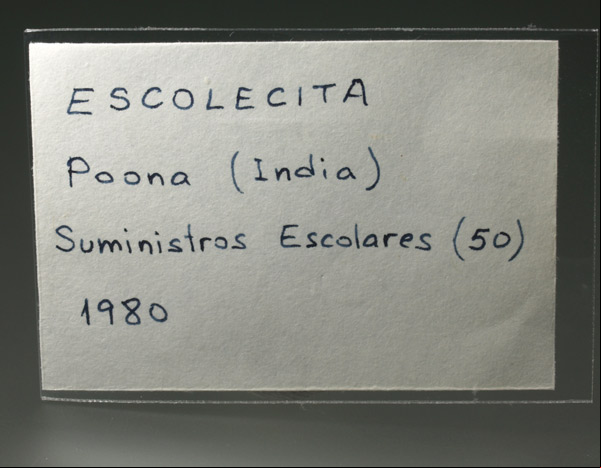 ESCOLECITA
Poona (India)
Suministros Escolares (50)
1980